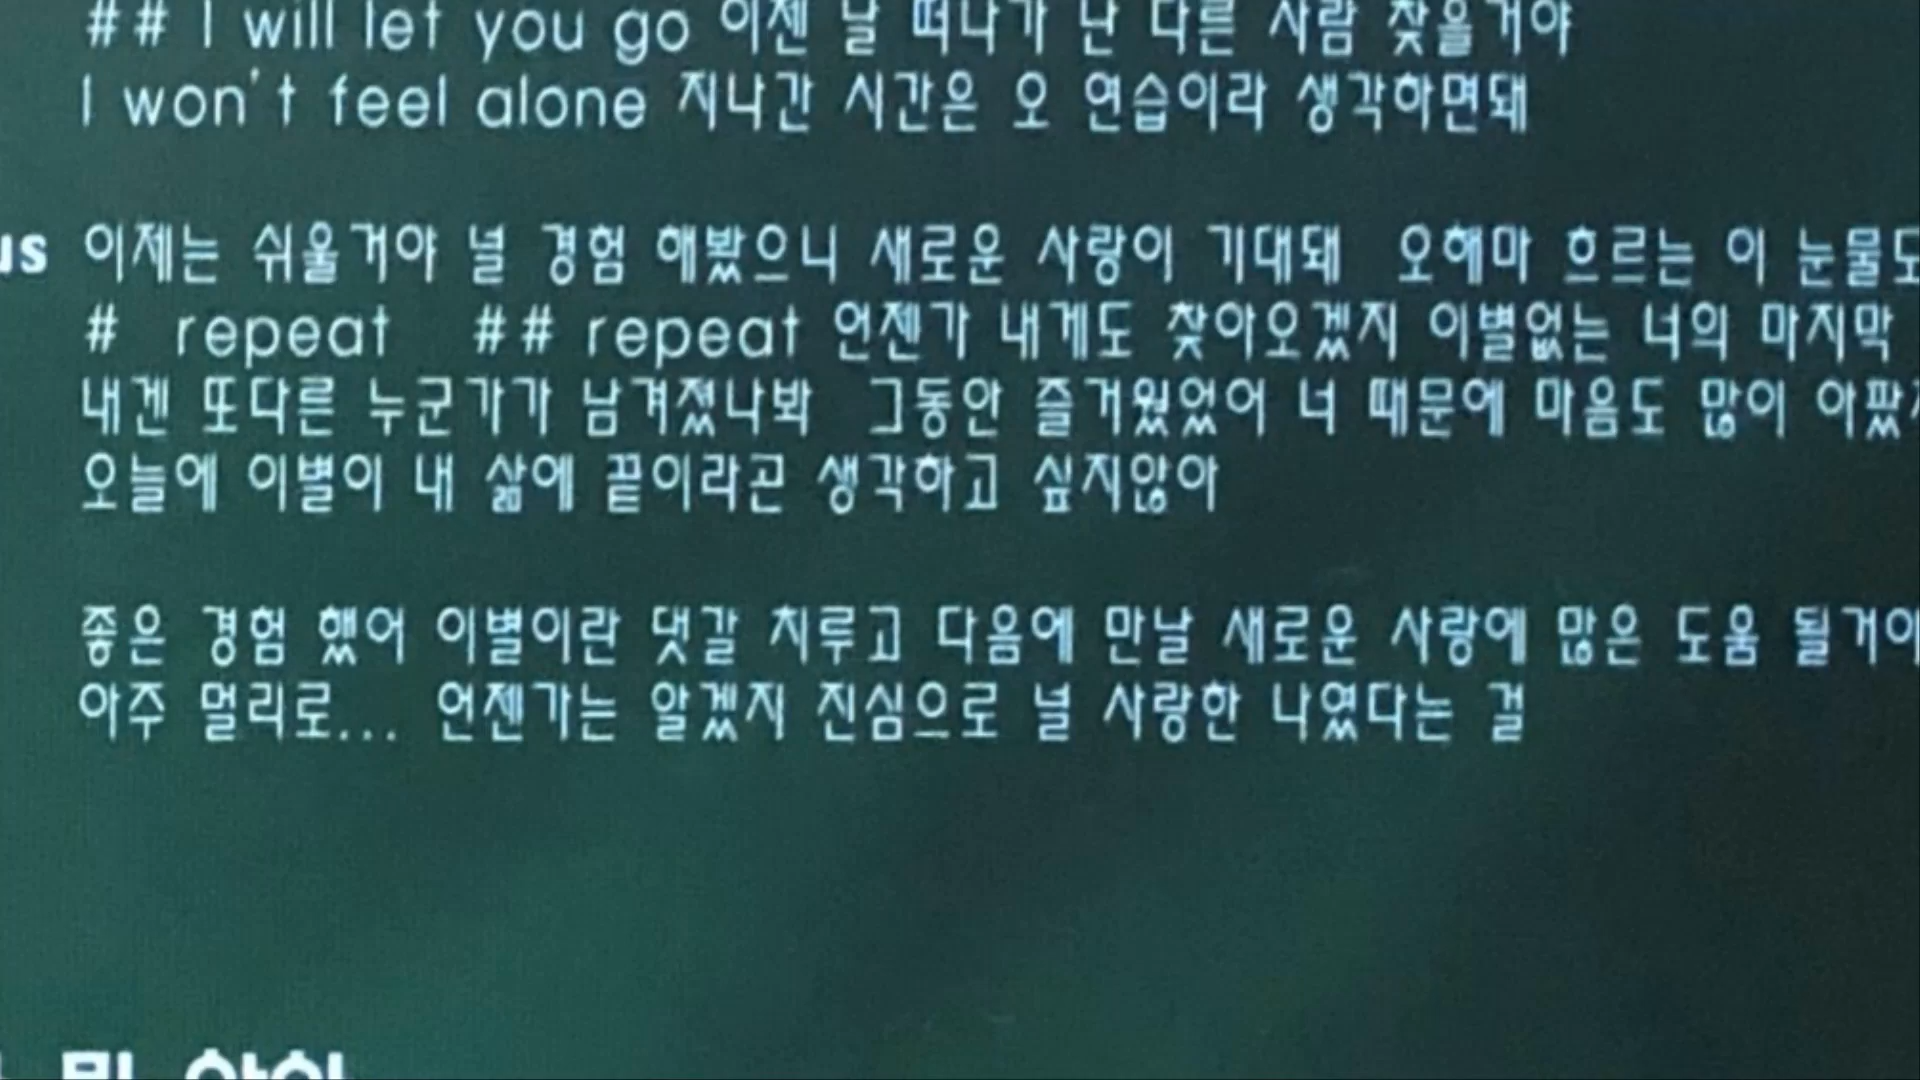 ## I will let you go 이젠 날 떠나가 난 다른 사람 찾을거야
I won't feel alone 지나간 시간은 오 연습이라 생각하면돼
us 이제는 쉬울거야 널 경험 해봤으니 새로운 사랑이 기대돼 오해마 흐르는 이 눈물도
# repeat ## repeat 언젠가 내게도 찾아오겠지 이별없는 너의 마지막
내겐 또다른 누군가가 남겨졌나봐 그동안 즐거웠었어 너 때문에 마음도 많이 아팠
오늘에 이별이 내 삶에 끝이라곤 생각하고 싶지않아
좋은 경험 했어 이별이란 댓갈 치루고 다음에 만날 새로운 사랑에 많은 도움 될거야
아주 멀리로... 언젠가는 알겠지 진심으로 널 사랑한 나였다는 걸